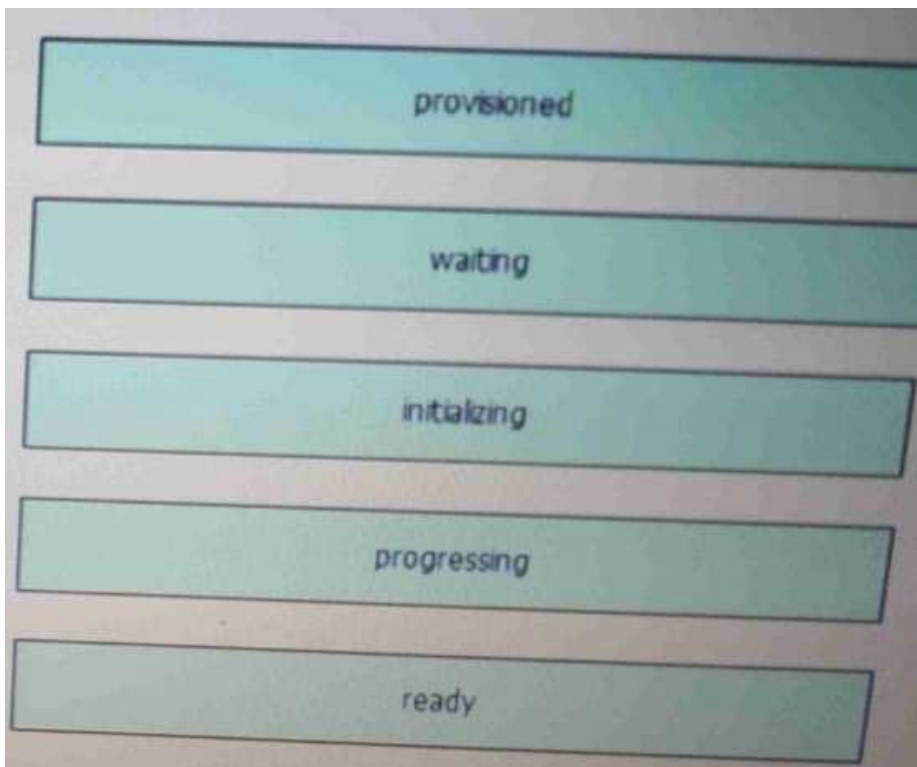 provisioned
waiting
initializing
progressing
ready